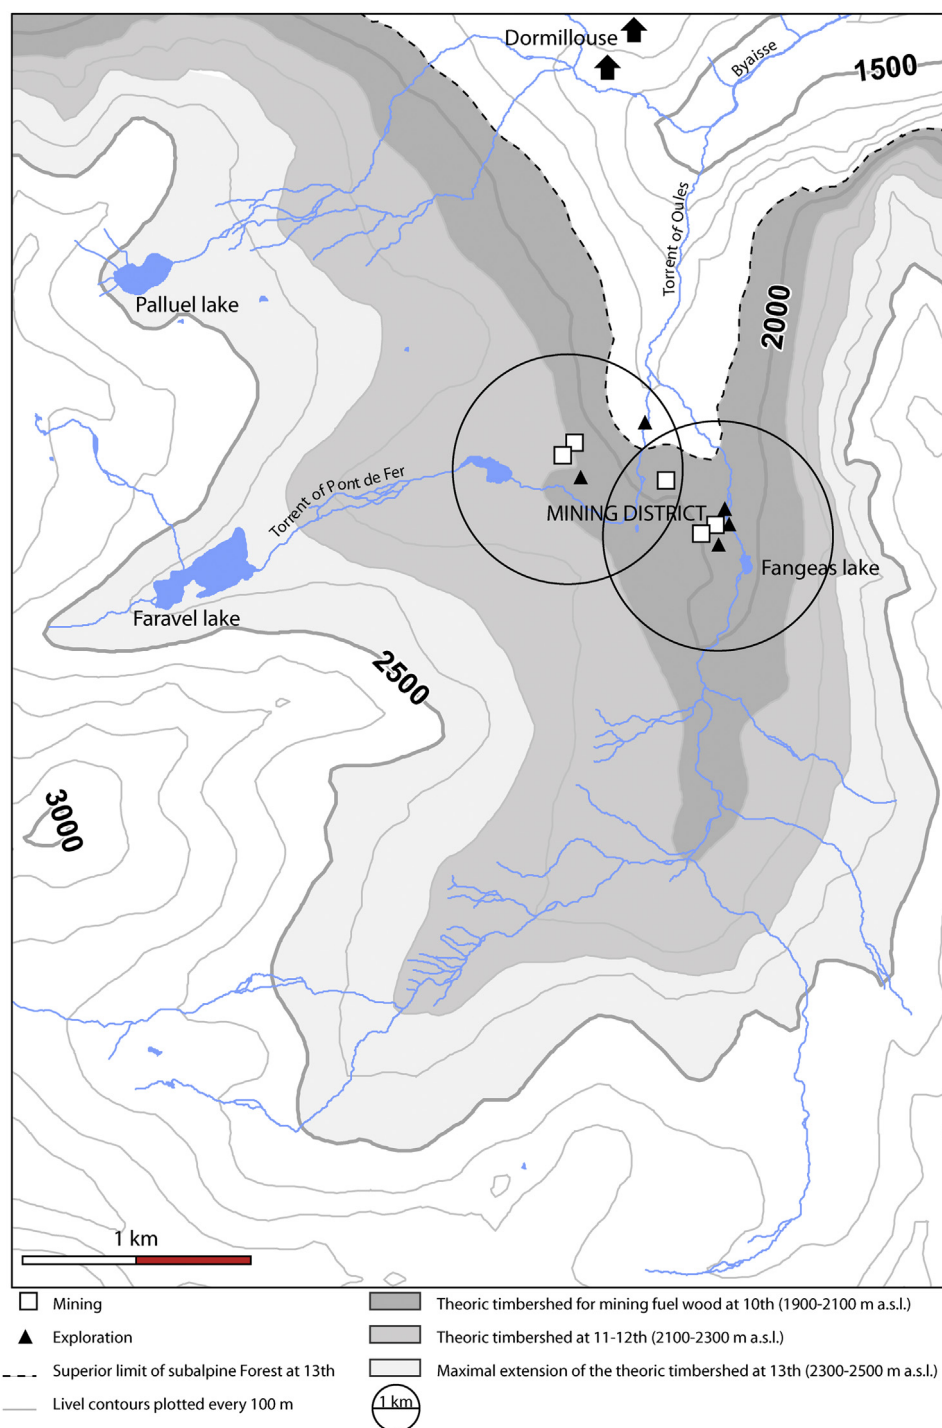 Dormillouse
Byaisse
1500
Torrent of Oules
Palluel lake
2000
Torrent of Pont de Fer
MINING DISTRICT
Fangeas lake
Faravel lake
2500
3000
1 km
Mining
Exploration
Superior limit of subalpine Forest at 13th
Livel contours plotted every 100 m
Theoric timbershed for mining fuel wood at 10th (1900-2100 m a.s.l.)
Theoric timbershed at 11-12th (2100-2300 m a.s.l.)
Maximal extension of the theoric timbershed at 13th (2300-2500 m a.s.l.)
1 km